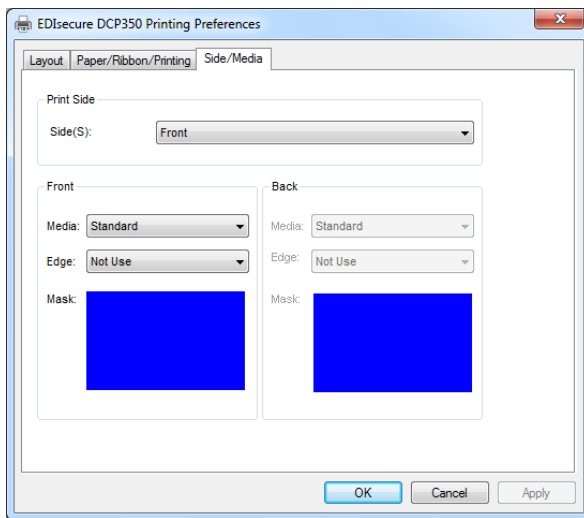 EDIsecure DCP350 Printing Preferences
Layout Paper/Ribbon/Printing Side/Media
Print Side
Side(S): Front
Front
Media: Standard
Edge: Not Use
Mask:
Back
Media: Standard
Edge: Not Use
Mask:
OK Cancel Apply